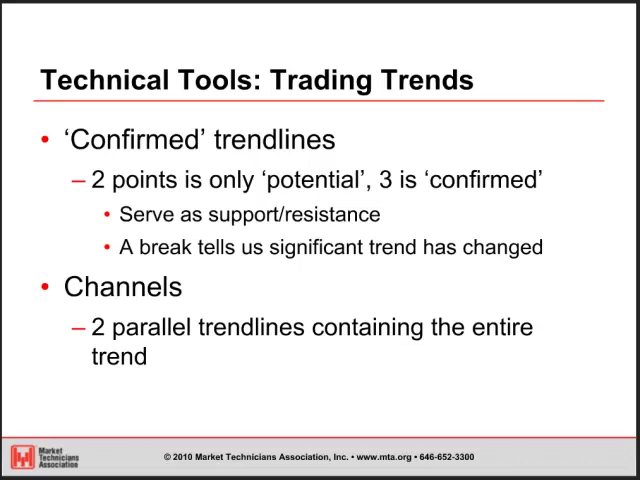 Technical Tools: Trading Trends
• ‘Confirmed’ trendlines
– 2 points is only ‘potential’, 3 is ‘confirmed’
• Serve as support/resistance
• A break tells us significant trend has changed
• Channels
– 2 parallel trendlines containing the entire
trend
Market
Technicians
Association
© 2010 Market Technicians Association, Inc. • www.mta.org • 646-652-3300